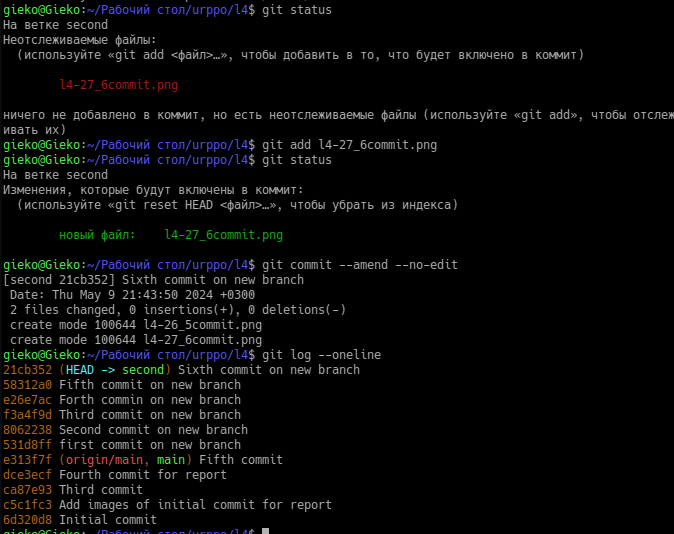 gieko@Gieko:~/Рабочий стол/urppo/l4$ git status
На ветке second
Неотслеживаемые файлы:
  (используйте «git add <файл>…», чтобы добавить в то, что будет включено в коммит)
        l4-27_6commit.png
ничего не добавлено в коммит, но есть неотслеживаемые файлы (используйте «git add», чтобы отслеж
ивать их)
gieko@Gieko:~/Рабочий стол/urppo/l4$ git add l4-27_6commit.png
gieko@Gieko:~/Рабочий стол/urppo/l4$ git status
На ветке second
Изменения, которые будут включены в коммит:
  (используйте «git reset HEAD <файл>…», чтобы убрать из индекса)
        новый файл:    l4-27_6commit.png
gieko@Gieko:~/Рабочий стол/urppo/l4$ git commit --amend --no-edit
[second 21cb352] Sixth commit on new branch
 Date: Thu May 9 21:43:50 2024 +0300
 2 files changed, 0 insertions(+), 0 deletions(-)
 create mode 100644 l4-26_5commit.png
 create mode 100644 l4-27_6commit.png
gieko@Gieko:~/Рабочий стол/urppo/l4$ git log --oneline
21cb352 (HEAD -> second) Sixth commit on new branch
58312a0 Fifth commit on new branch
e26e7ac Forth commin on new branch
f3a4f9d Third commit on new branch
8062238 Second commit on new branch
531d8ff first commit on new branch
e313f7f (origin/main, main) Fifth commit
dce3ecf Fourth commit for report
ca87e93 Third commit
c5c1fc3 Add images of initial commit for report
6d320d8 Initial commit
gieko@Gieko:~/Рабочий стол/urppo/l4$